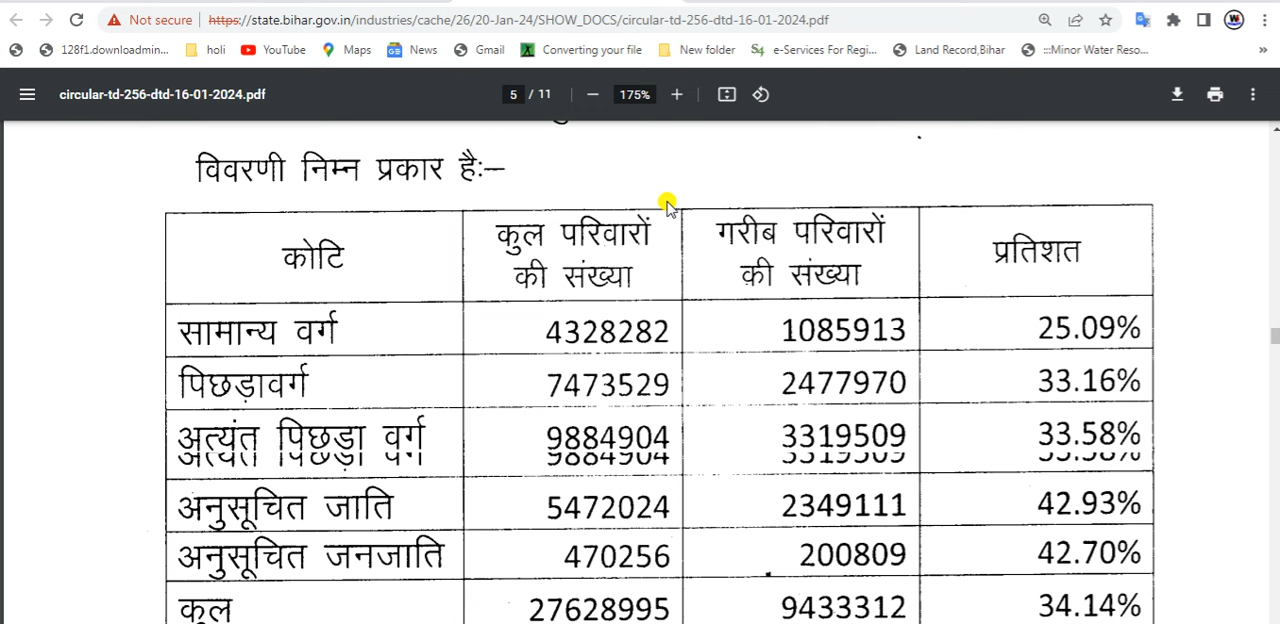 Not secure https://state.bihar.gov.in/industries/cache/26/20-Jan-24/SHOW_DOCS/circular-td-256-dtd-16-01-2024.pdf
128f1.downloadmin... holi YouTube Maps News Gmail Converting your file New folder e-Services For Regi... Land Record,Bihar :::Minor Water Reso... »
circular-td-256-dtd-16-01-2024.pdf 5 / 11 175%
विवरणी निम्न प्रकार है:–
कोटि कुल परिवारों की संख्या गरीब परिवारों की संख्या प्रतिशत
सामान्य वर्ग 4328282 1085913 25.09%
पिछड़ावर्ग 7473529 2477970 33.16%
अत्यंत पिछड़ा वर्ग 9884904 3319509 33.58%
अनुसूचित जाति 5472024 2349111 42.93%
अनुसूचित जनजाति 470256 200809 42.70%
कुल 27628995 9433312 34.14%